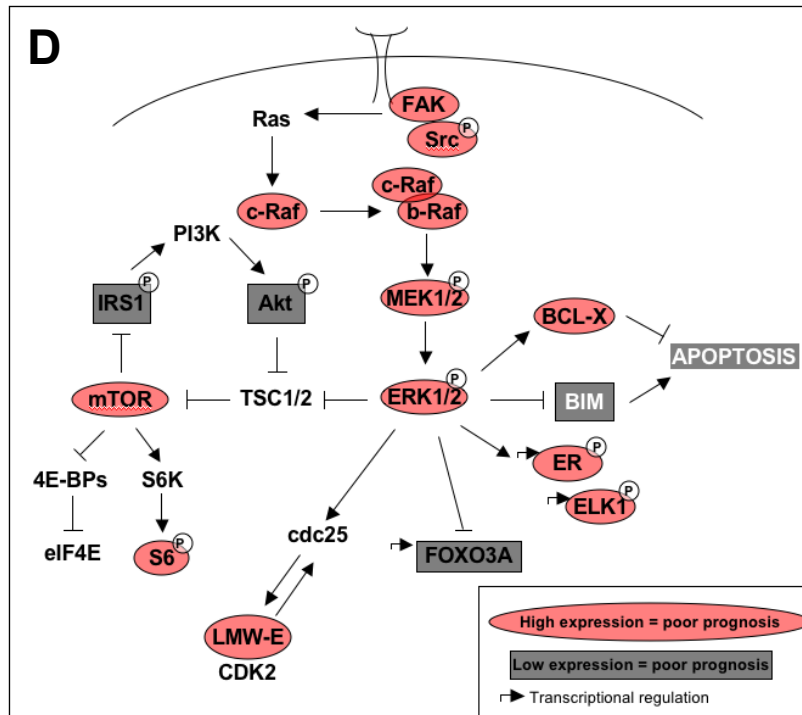 D
FAK
Src
P
Ras
c-Raf
b-Raf
c-Raf
PI3K
P
IRS1
P
Akt
P
MEK1/2
BCL-X
APOPTOSIS
mTOR
TSC1/2
P
ERK1/2
BIM
P
ER
P
ELK1
4E-BPs
S6K
eIF4E
P
S6
cdc25
FOXO3A
LMW-E
CDK2
High expression = poor prognosis
Low expression = poor prognosis
Transcriptional regulation